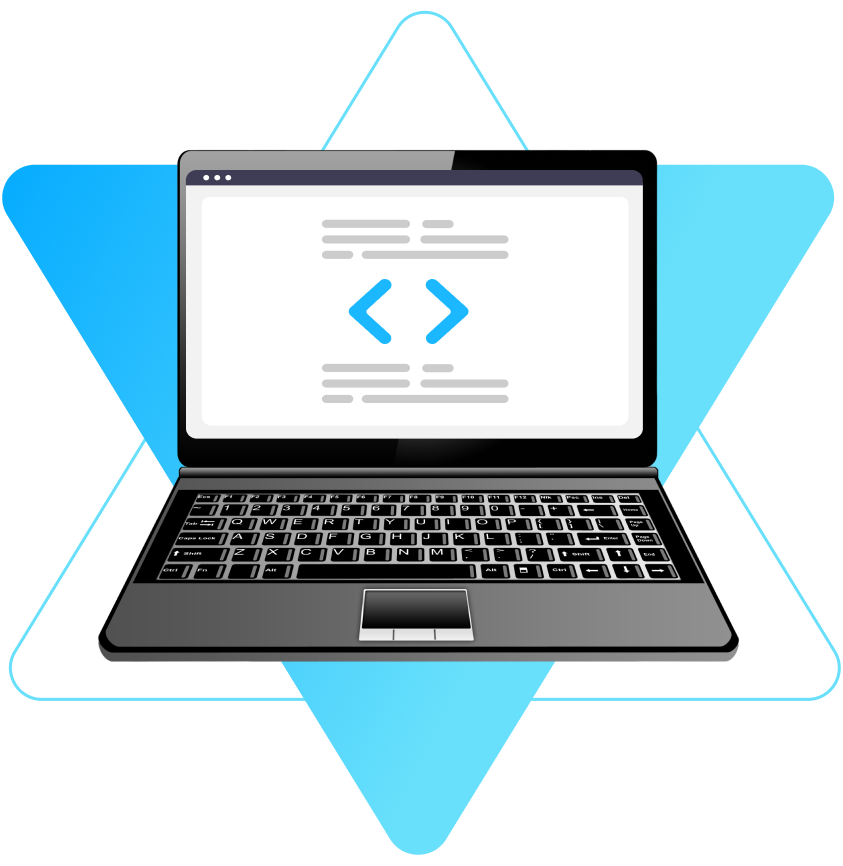 < >
Esc F1 F2 F3 F4 F5 F6 F7 F8 F9 F10 F11 F12 Nlk Psc Ins Del
~ 1 2 3 4 5 6 7 8 9 0 - + ← Home
Tab Q W E R T Y U I O P { } \ Page Up
Caps Lock A S D F G H J K L : " Enter Page Down
Shift Z X C V B N M < > ? Shift ↑ End
Ctrl Fn Alt Alt Ctrl ← ↓ →